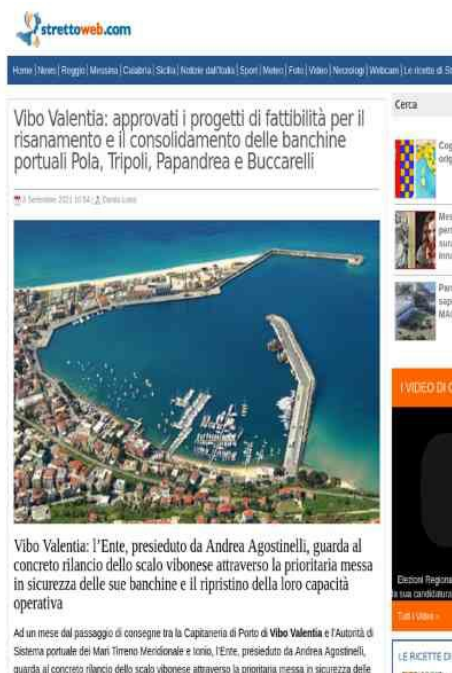 strettoweb.com
Home | News | Reggio | Messina | Calabria | Sicilia | Notizie dall'Italia | Sport | Meteo | Foto | Video | Necrologi | Webcam | Le ricette di
Cerca
Vibo Valentia: approvati i progetti di fattibilità per il
risanamento e il consolidamento delle banchine
portuali Pola, Tripoli, Papandrea e Buccarelli
2021 10:54 |
I VIDEO DI
Elezioni
la sua candidatura
Tutti i Video »
Vibo Valentia: l'Ente, presieduto da Andrea Agostinelli, guarda al
concreto rilancio dello scalo vibonese attraverso la prioritaria messa
in sicurezza delle sue banchine e il ripristino della loro capacità
operativa
Ad un mese dal passaggio di consegne tra la Capitaneria di Porto di Vibo Valentia e l'Autorità di
Sistema portuale dei Mari Tirreno Meridionale e Ionio, l'Ente, presieduto da Andrea Agostinelli,
guarda al concreto rilancio dello scalo vibonese attraverso la prioritaria messa in sicurezza delle
LE RICETTE DI